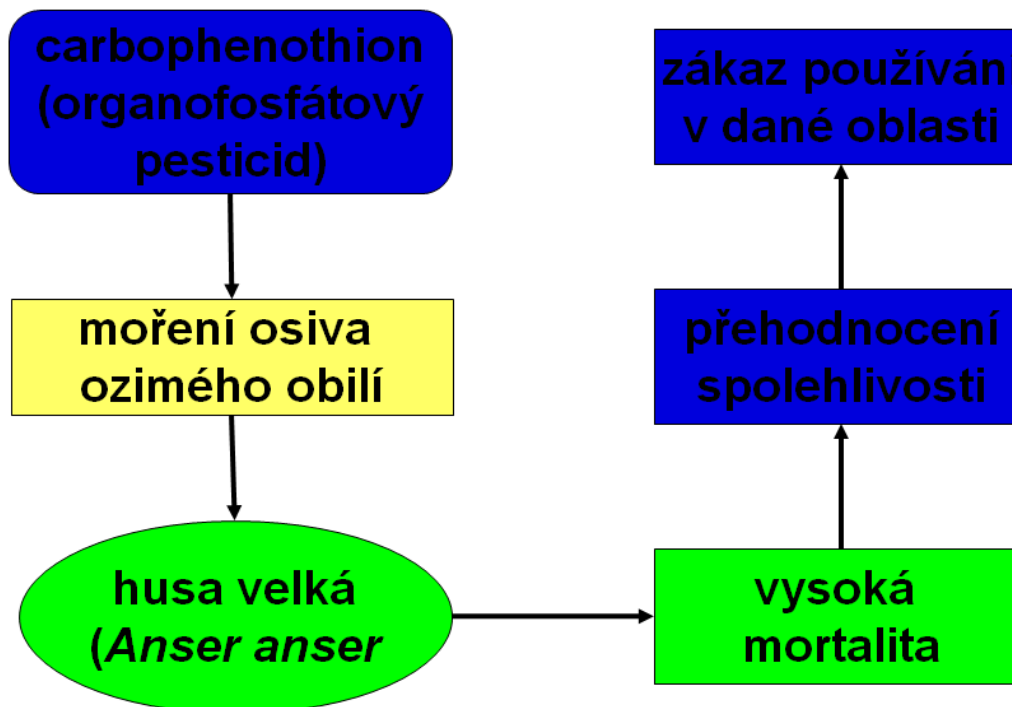 carbophenothion
(organofosfátový
pesticid)
moření osiva
ozimého obilí
husa velká
(Anser anser
vysoká
mortalita
přehodnocení
spolehlivosti
zákaz používán
v dané oblasti